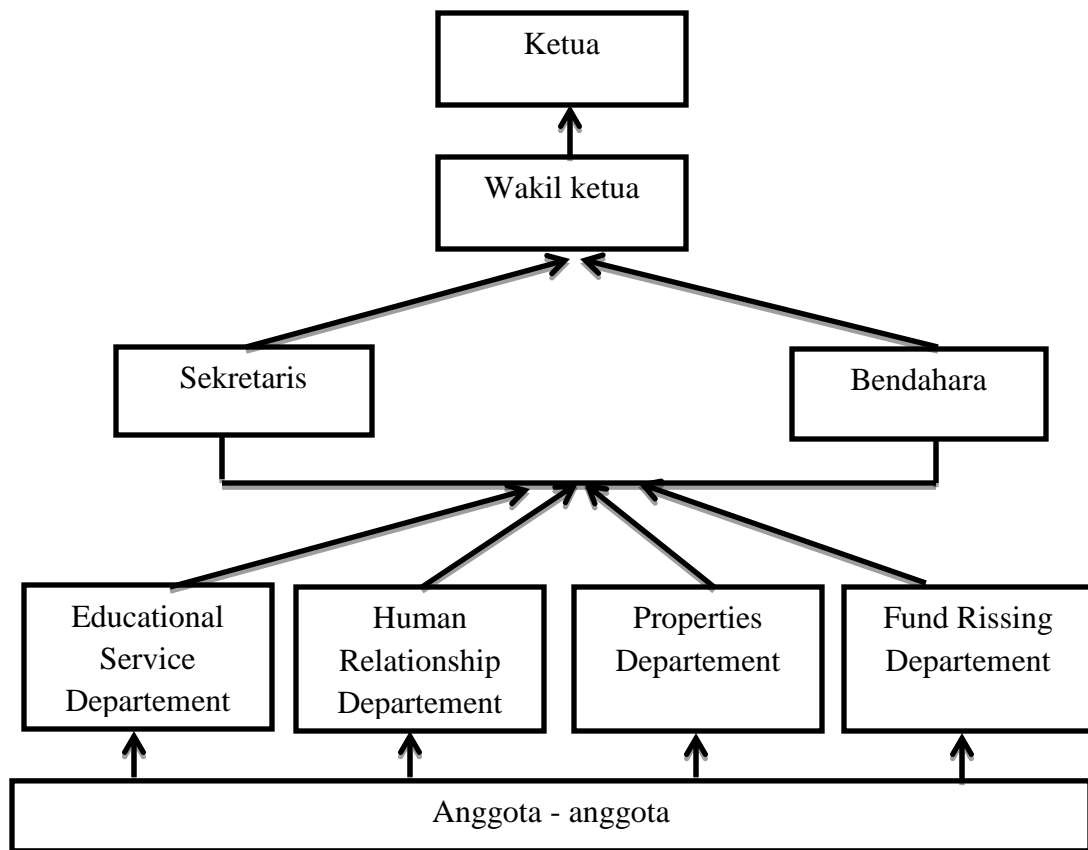 Ketua
Wakil ketua
Sekretaris
Bendahara
Educational
Service
Departement
Human
Relationship
Departement
Properties
Departement
Fund Rissing
Departement
Anggota - anggota